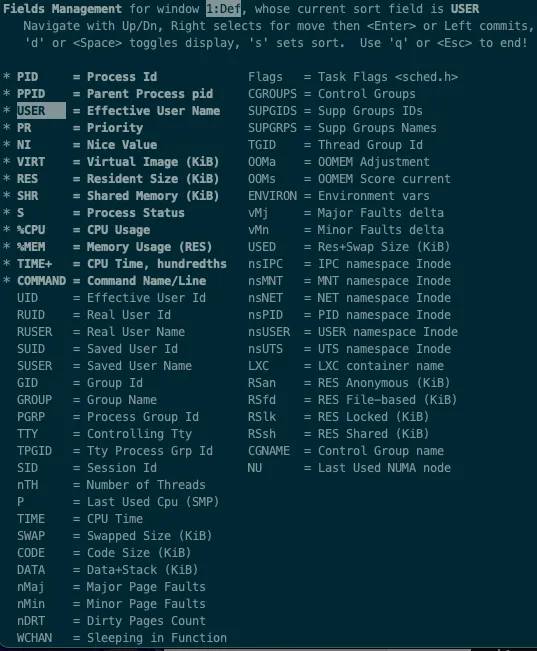 Fields Management for window 1:Def, whose current sort field is USER
   Navigate with Up/Dn, Right selects for move then <Enter> or Left commits,
   'd' or <Space> toggles display, 's' sets sort.  Use 'q' or <Esc> to end!

* PID     = Process Id             Flags   = Task Flags <sched.h>
* PPID    = Parent Process pid     CGROUPS = Control Groups
* USER    = Effective User Name    SUPGIDS = Supp Groups IDs
* PR      = Priority               SUPGRPS = Supp Groups Names
* NI      = Nice Value             TGID    = Thread Group Id
* VIRT    = Virtual Image (KiB)    OOMa    = OOMEM Adjustment
* RES     = Resident Size (KiB)    OOMs    = OOMEM Score current
* SHR     = Shared Memory (KiB)    ENVIRON = Environment vars
* S       = Process Status         vMj     = Major Faults delta
* %CPU    = CPU Usage              vMn     = Minor Faults delta
* %MEM    = Memory Usage (RES)     USED    = Res+Swap Size (KiB)
* TIME+   = CPU Time, hundredths   nsIPC   = IPC namespace Inode
* COMMAND = Command Name/Line      nsMNT   = MNT namespace Inode
  UID     = Effective User Id      nsNET   = NET namespace Inode
  RUID    = Real User Id           nsPID   = PID namespace Inode
  RUSER   = Real User Name         nsUSER  = USER namespace Inode
  SUID    = Saved User Id          nsUTS   = UTS namespace Inode
  SUSER   = Saved User Name        LXC     = LXC container name
  GID     = Group Id               RSan    = RES Anonymous (KiB)
  GROUP   = Group Name             RSfd    = RES File-based (KiB)
  PGRP    = Process Group Id       RSlk    = RES Locked (KiB)
  TTY     = Controlling Tty        RSsh    = RES Shared (KiB)
  TPGID   = Tty Process Grp Id     CGNAME  = Control Group name
  SID     = Session Id             NU      = Last Used NUMA node
  nTH     = Number of Threads
  P       = Last Used Cpu (SMP)
  TIME    = CPU Time
  SWAP    = Swapped Size (KiB)
  CODE    = Code Size (KiB)
  DATA    = Data+Stack (KiB)
  nMaj    = Major Page Faults
  nMin    = Minor Page Faults
  nDRT    = Dirty Pages Count
  WCHAN   = Sleeping in Function